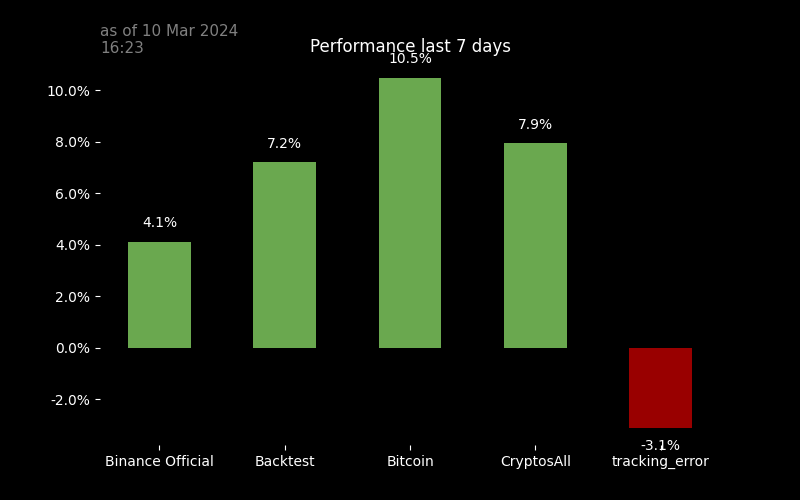 as of 10 Mar 2024
16:23
Performance last 7 days
10.5%
10.0%
8.0%
7.9%
7.2%
6.0%
4.1%
4.0%
2.0%
0.0%
-2.0%
-3.1%
Binance Official
Backtest
Bitcoin
CryptosAll
tracking_error